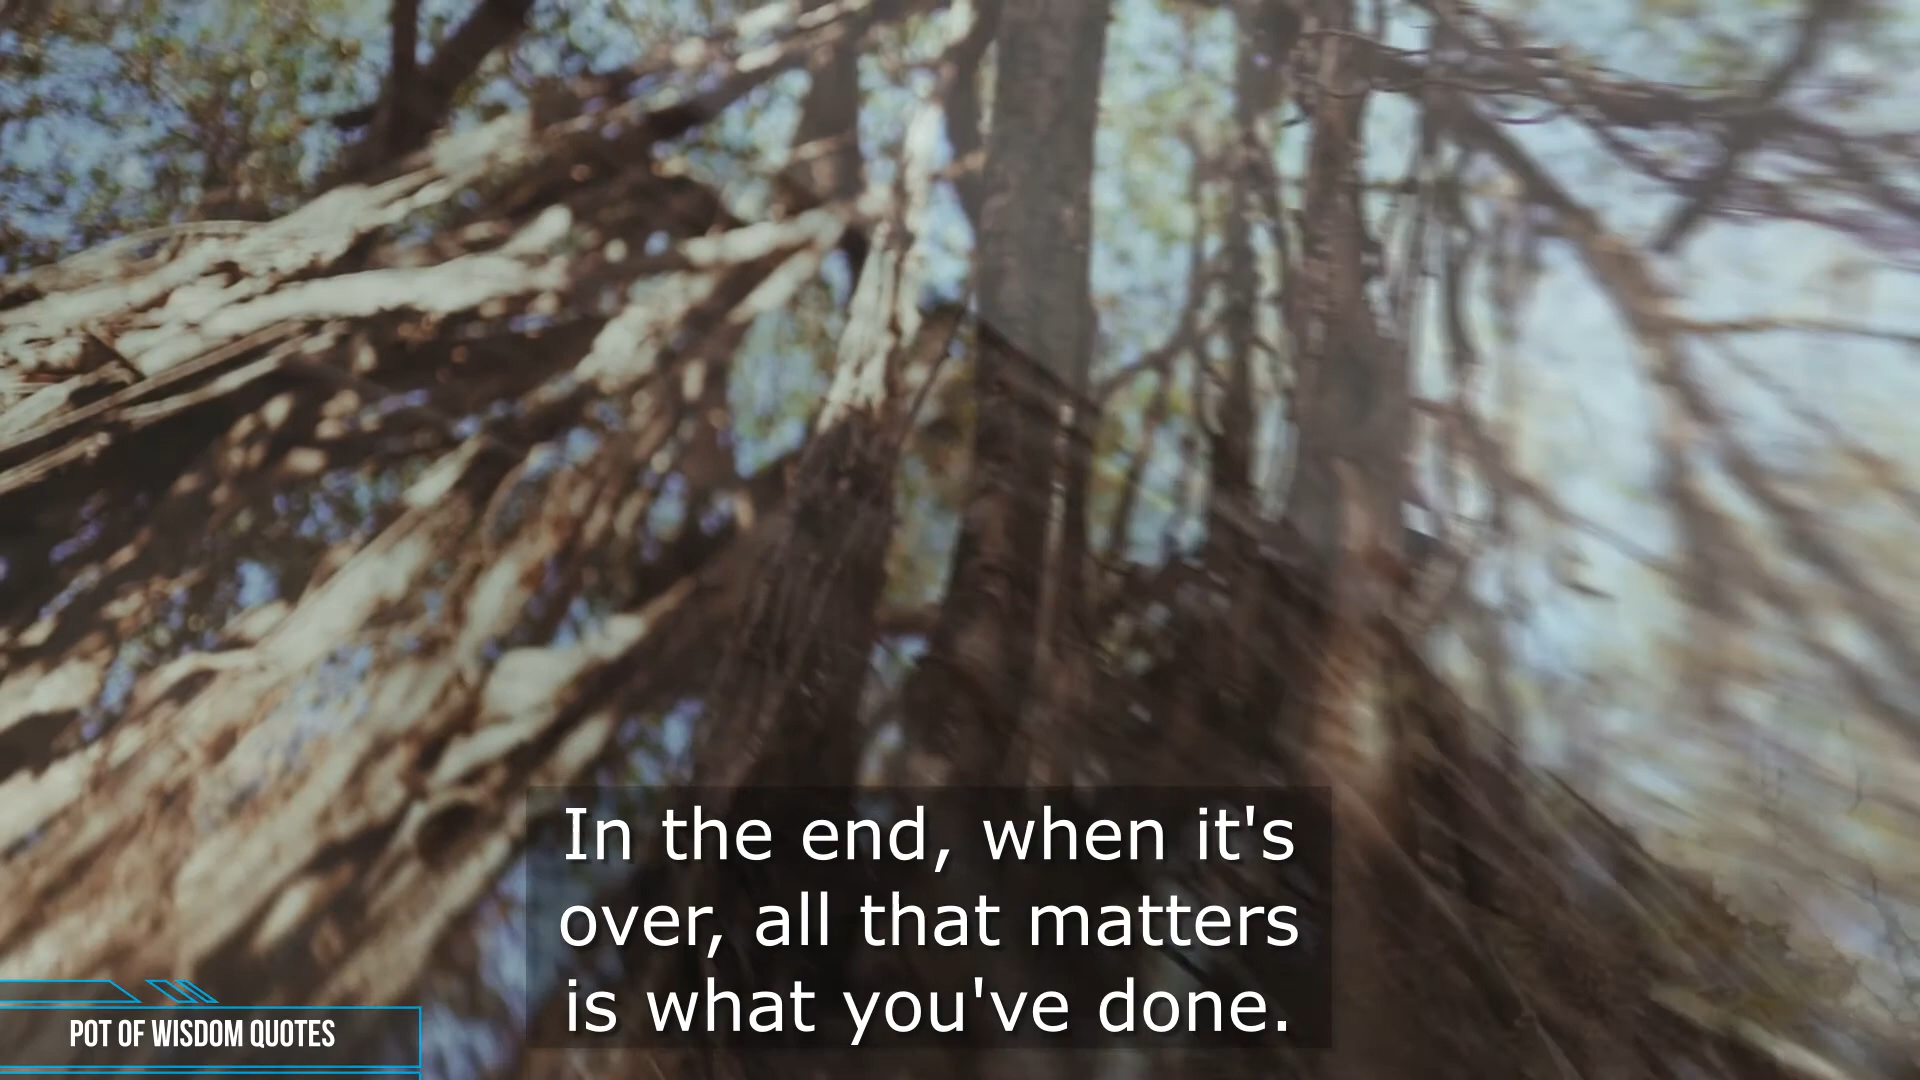 In the end, when it's
over, all that matters
is what you've done.
POT OF WISDOM QUOTES